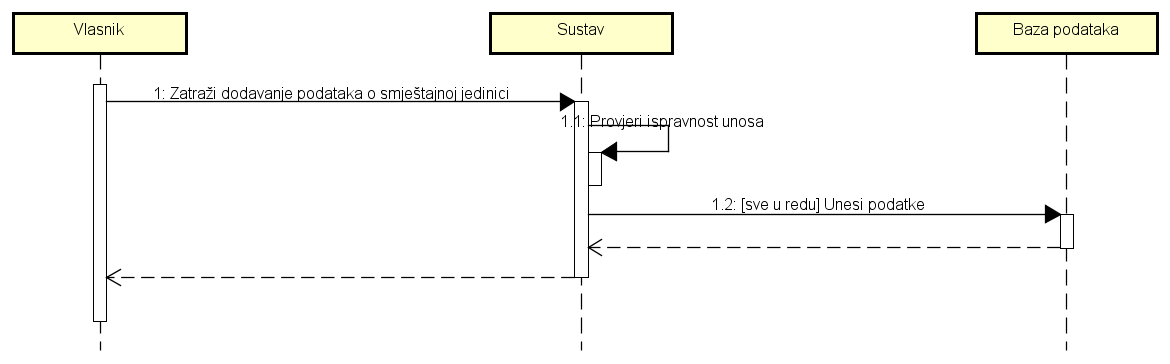 Vlasnik
Sustav
Baza podataka
1: Zatraži dodavanje podataka o smještajnoj jedinici
1.1: Provjeri ispravnost unosa
1.2: [sve u redu] Unesi podatke